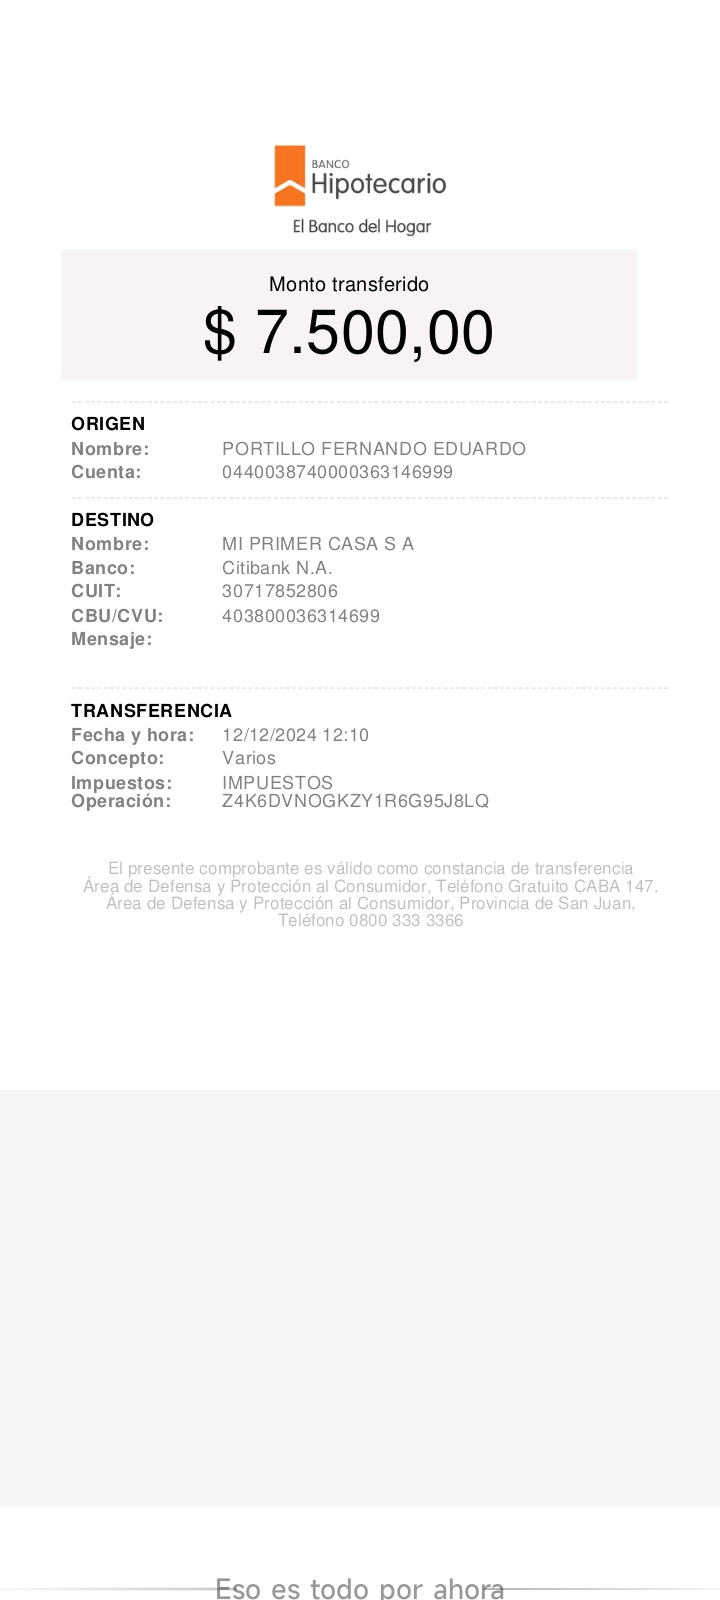 BANCO
Hipotecario
El Banco del Hogar
Monto transferido
$ 7.500,00
ORIGEN
Nombre: PORTILLO FERNANDO EDUARDO
Cuenta: 0440038740000363146999
DESTINO
Nombre: MI PRIMER CASA S A
Banco: Citibank N.A.
CUIT: 30717852806
CBU/CVU: 403800036314699
Mensaje:
TRANSFERENCIA
Fecha y hora: 12/12/2024 12:10
Concepto: Varios
Impuestos: IMPUESTOS
Operación: Z4K6DVNOGKZY1R6G95J8LQ
El presente comprobante es válido como constancia de transferencia
Área de Defensa y Protección al Consumidor, Teléfono Gratuito CABA 147.
Área de Defensa y Protección al Consumidor, Provincia de San Juan,
Teléfono 0800 333 3366
Eso es todo por ahora